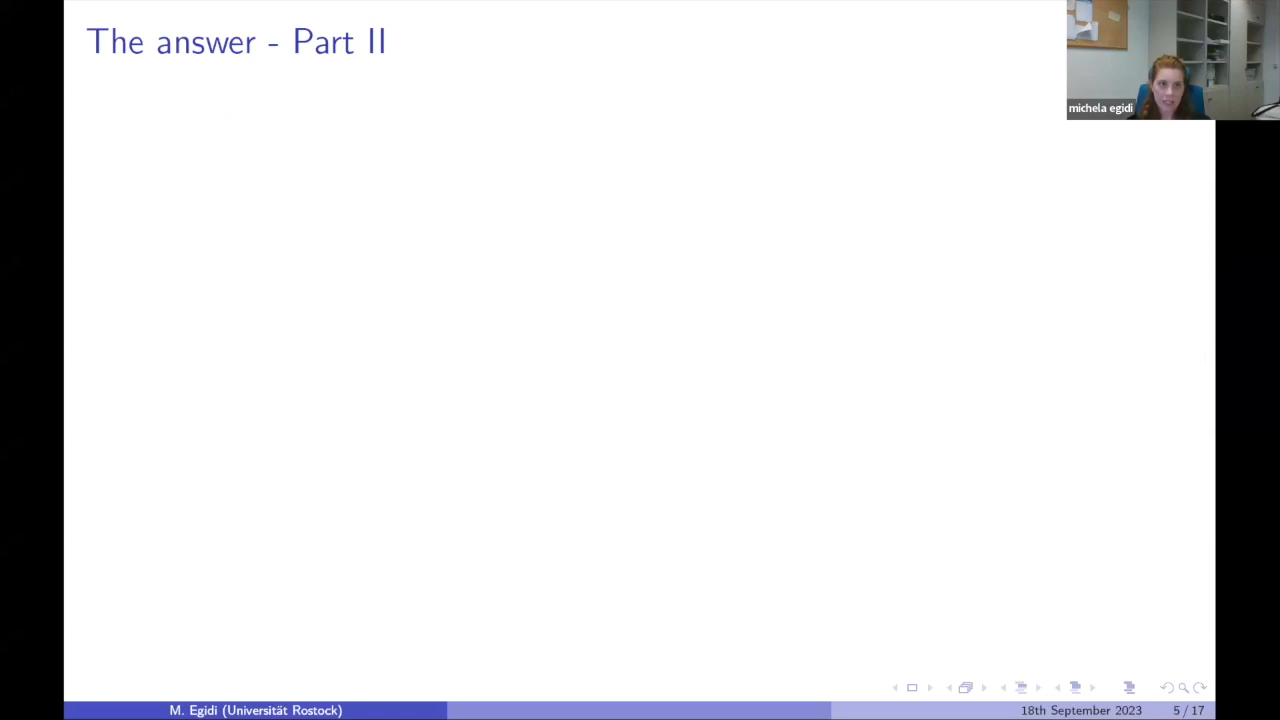 The answer - Part II
michela egidi
M. Egidi (Universität Rostock)
18th September 2023
5 / 17